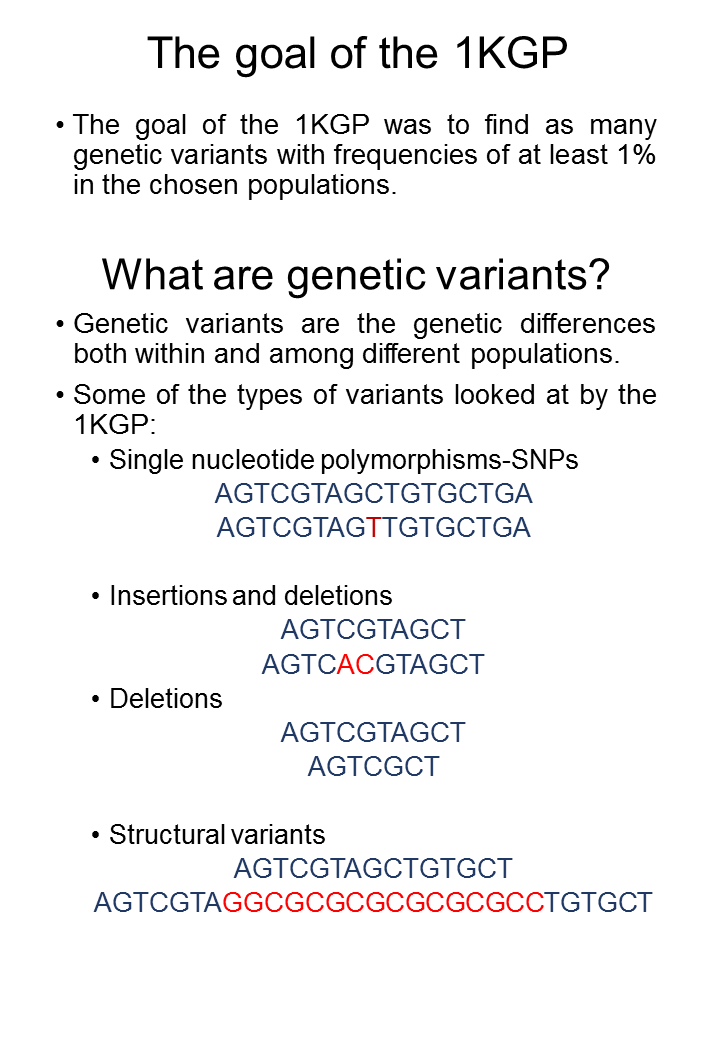 The goal of the 1KGP
• The goal of the 1KGP was to find as many
genetic variants with frequencies of at least 1%
in the chosen populations.
What are genetic variants?
• Genetic variants are the genetic differences
both within and among different populations.
• Some of the types of variants looked at by the
1KGP:
• Single nucleotide polymorphisms-SNPs
AGTCGTAGCTGTGCTGA
AGTCGTAGTTGTGCTGA
• Insertions and deletions
AGTCGTAGCT
AGTCACGTAGCT
• Deletions
AGTCGTAGCT
AGTCGCT
• Structural variants
AGTCGTAGCTGTGCT
AGTCGTAGGCGCGCGCGCGCGCCTGTGCT